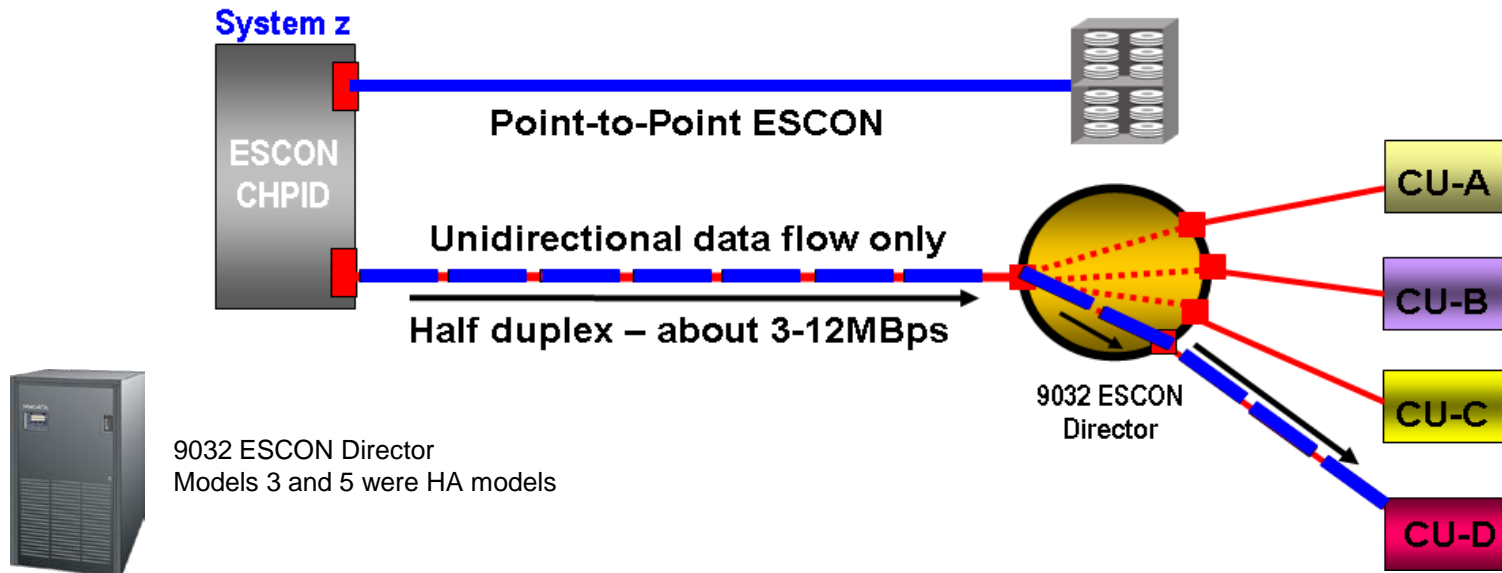 System z
Point-to-Point ESCON
ESCON
CHPID
Unidirectional data flow only
Half duplex – about 3-12MBps
CU-A
CU-B
CU-C
CU-D
9032 ESCON
Director
9032 ESCON Director
Models 3 and 5 were HA models